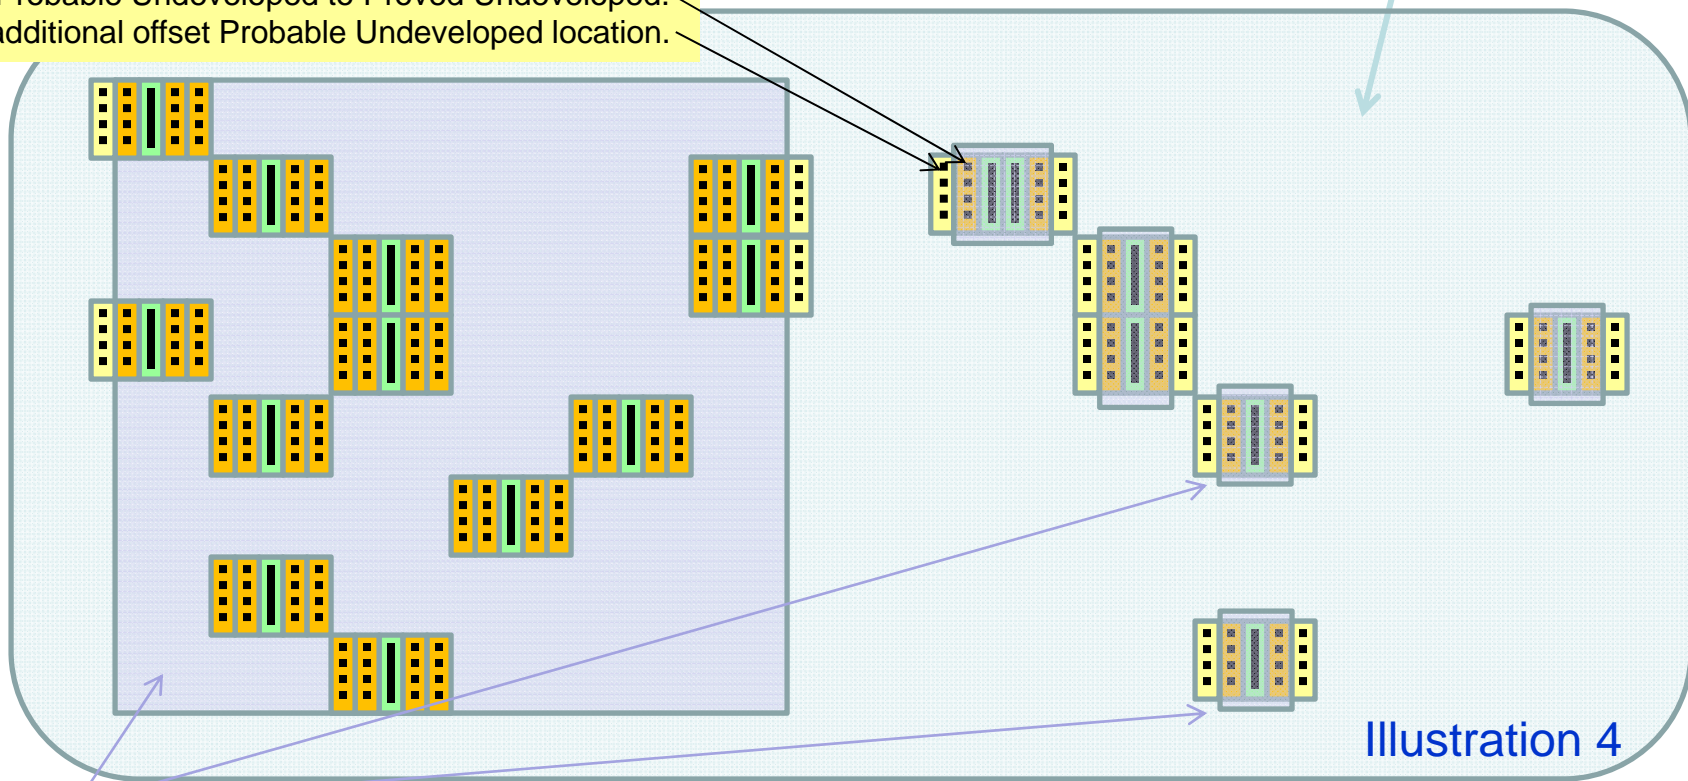 Probable Undeveloped to Proved Undeveloped.
additional offset Probable Undeveloped location.
Illustration 4